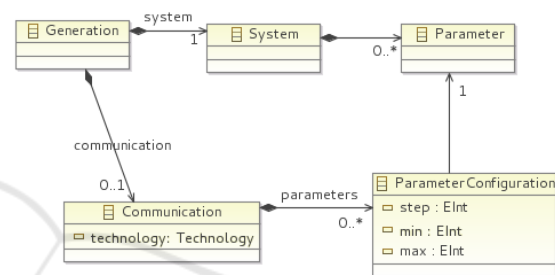 system
Generation
System
Parameter
1
0..*
1
communication
0..1
Communication
technology: Technology
parameters
0..*
ParameterConfiguration
step : EInt
min : EInt
max : EInt